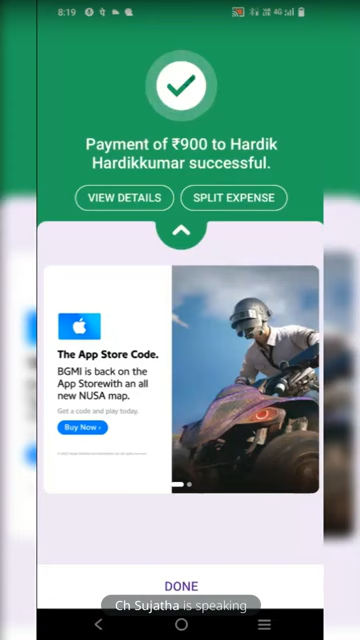 8:19
4G
Payment of ₹900 to Hardik
Hardikkumar successful.
VIEW DETAILS
SPLIT EXPENSE
The App Store Code.
BGMI is back on the
App Storewith an all
new NUSA map.
Get a code and play today.
Buy Now ›
DONE
Ch Sujatha is speaking